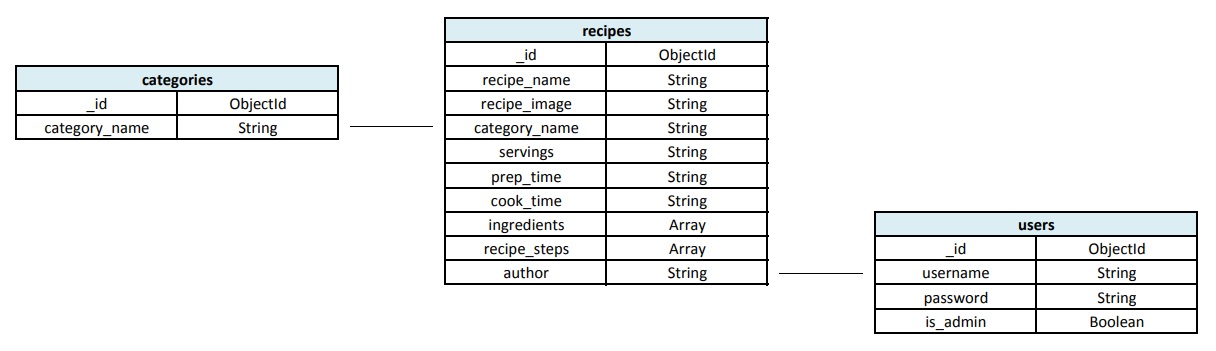 categories
_id ObjectId
category_name String
recipes
_id ObjectId
recipe_name String
recipe_image String
category_name String
servings String
prep_time String
cook_time String
ingredients Array
recipe_steps Array
author String
users
_id ObjectId
username String
password String
is_admin Boolean